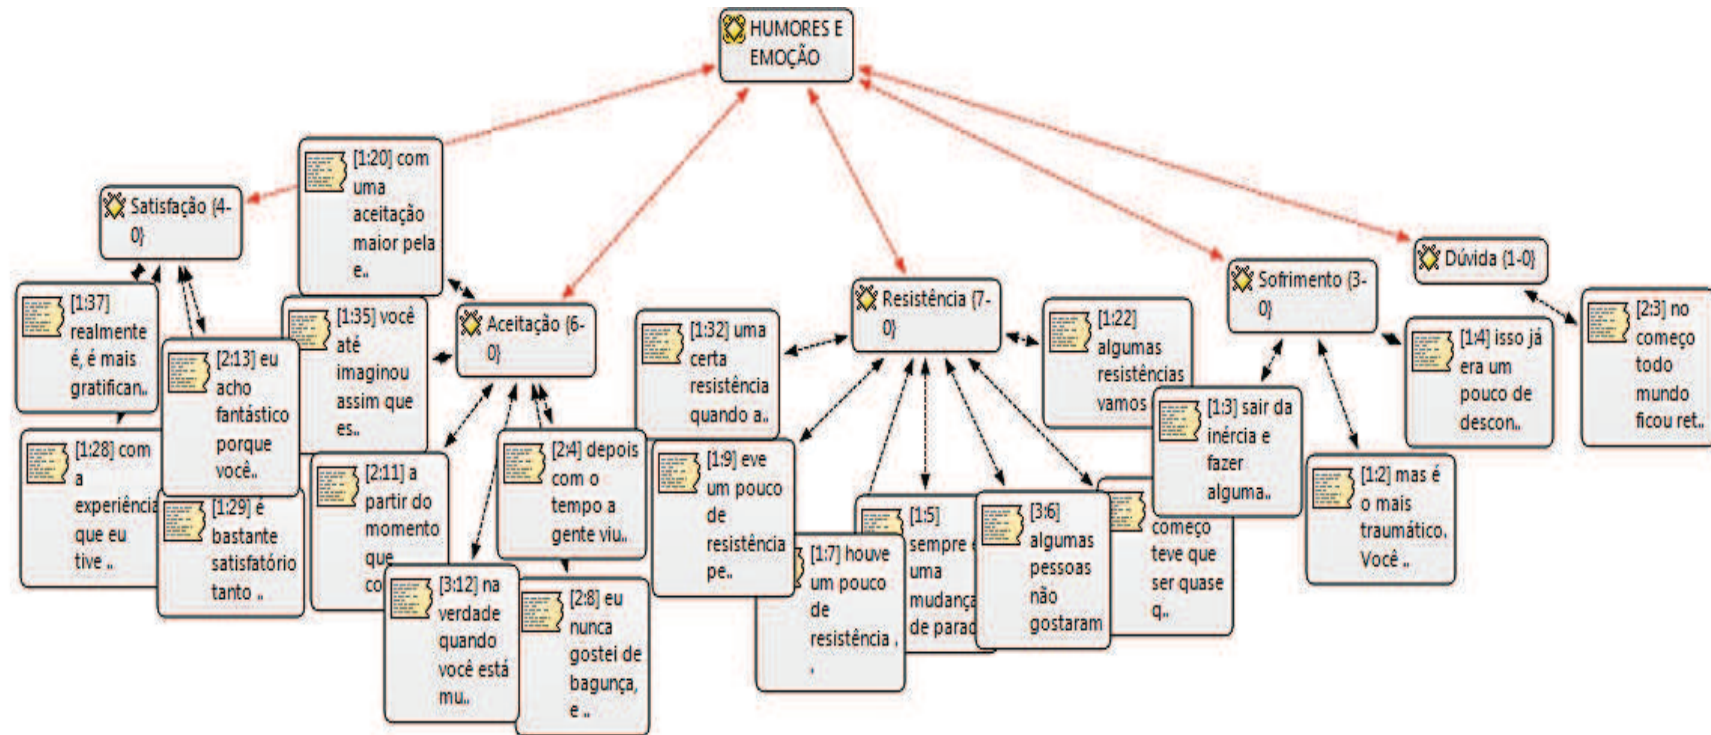 HUMORES E
EMOÇÃO
Satisfação {4-
0}
[1:37]
realmente
é, é mais
gratifican..
[2:13] eu
acho
fantástico
porque
você..
[1:28] com
a
experiência
que eu
tive ..
[1:29] é
bastante
satisfatório
tanto ..
[1:20] com
uma
aceitação
maior pela
e..
[1:35] você
até
imaginou
assim que
es..
Aceitação {6-
0}
[2:11] a
partir do
momento
que
[3:12] na
verdade
quando
você está
mu..
[2:4] depois
com o
tempo a
gente viu..
[2:8] eu
nunca
gostei de
bagunça,
e ..
Resistência {7-
0}
[1:32] uma
certa
resistência
quando a..
[1:9] eve
um pouco
de
resistência
pe..
[1:7] houve
um pouco
de
resistência ,
,
[1:5]
sempre
uma
mudança
de
[3:6]
algumas
pessoas
não
gostaram
começo
teve que
ser quase
q..
[1:22]
algumas
resistências
vamos
Sofrimento {3-
0}
[1:3] sair da
inércia e
fazer
alguma..
[1:2] mas é
o mais
traumático.
Você ..
[1:4] isso já
era um
pouco de
descon..
Dúvida {1-0}
[2:3] no
começo
todo
mundo
ficou ret..